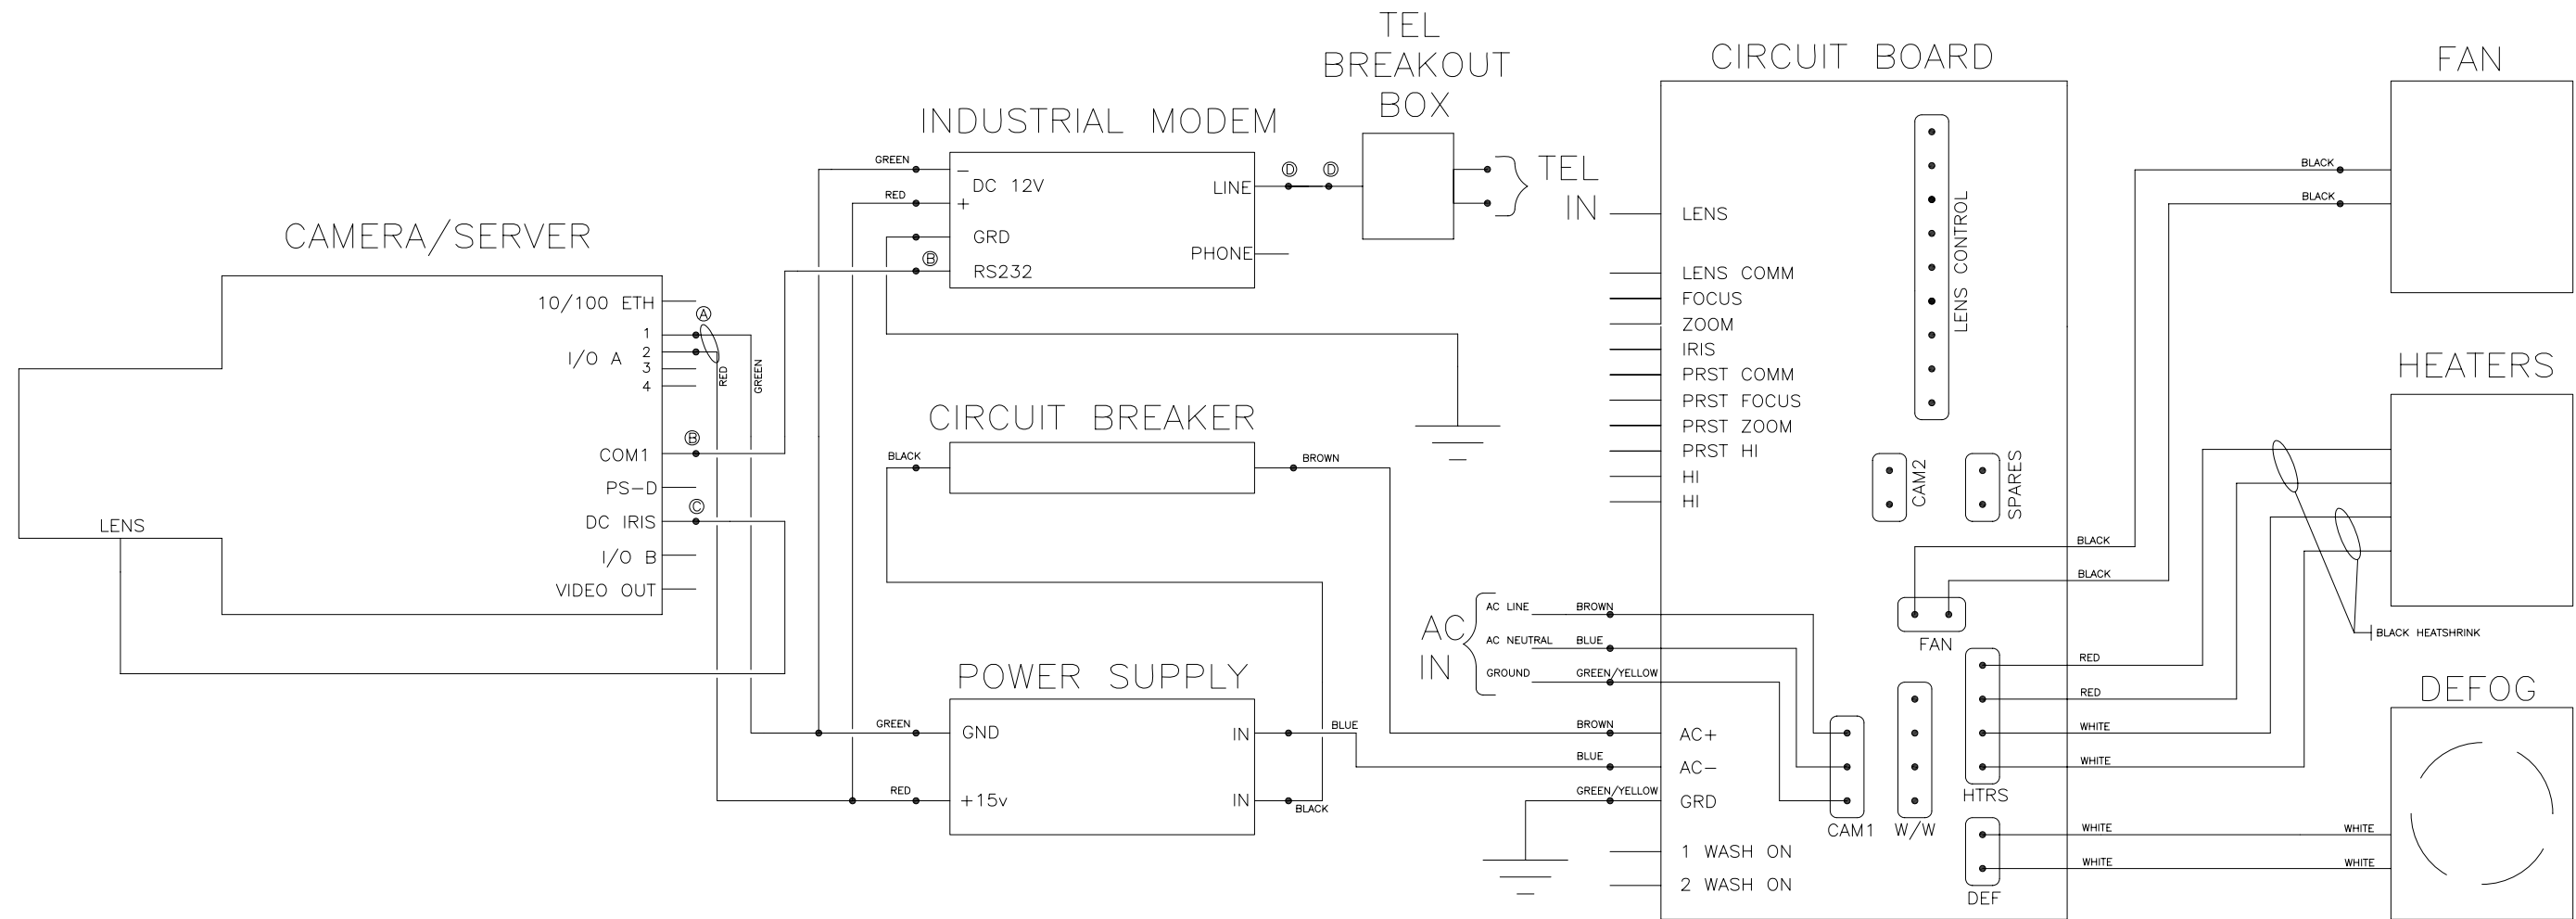 TEL
BREAKOUT
BOX
CIRCUIT BOARD
FAN
INDUSTRIAL MODEM
GREEN
−
DC 12V
RED
+
GRD
Ⓑ
RS232
LINE
PHONE
Ⓓ
Ⓓ
TEL
IN
CAMERA/SERVER
10/100 ETH
Ⓐ
1
I/O A
2
3
4
RED
GREEN
COM1
Ⓑ
PS-D
DC IRIS
Ⓒ
I/O B
VIDEO OUT
LENS
CIRCUIT BREAKER
BLACK
BROWN
POWER SUPPLY
GREEN
GND
RED
+15v
IN
BLUE
IN
BLACK
LENS
LENS COMM
FOCUS
ZOOM
IRIS
PRST COMM
PRST FOCUS
PRST ZOOM
PRST HI
HI
HI
LENS CONTROL
CAM2
SPARES
AC
IN
AC LINE
BROWN
AC NEUTRAL
BLUE
GROUND
GREEN/YELLOW
BROWN
AC+
BLUE
AC-
GREEN/YELLOW
GRD
1 WASH ON
2 WASH ON
CAM1
W/W
FAN
HTRS
DEF
BLACK
BLACK
BLACK
BLACK
HEATERS
BLACK HEATSHRINK
RED
RED
WHITE
WHITE
DEFOG
WHITE
WHITE
WHITE
WHITE